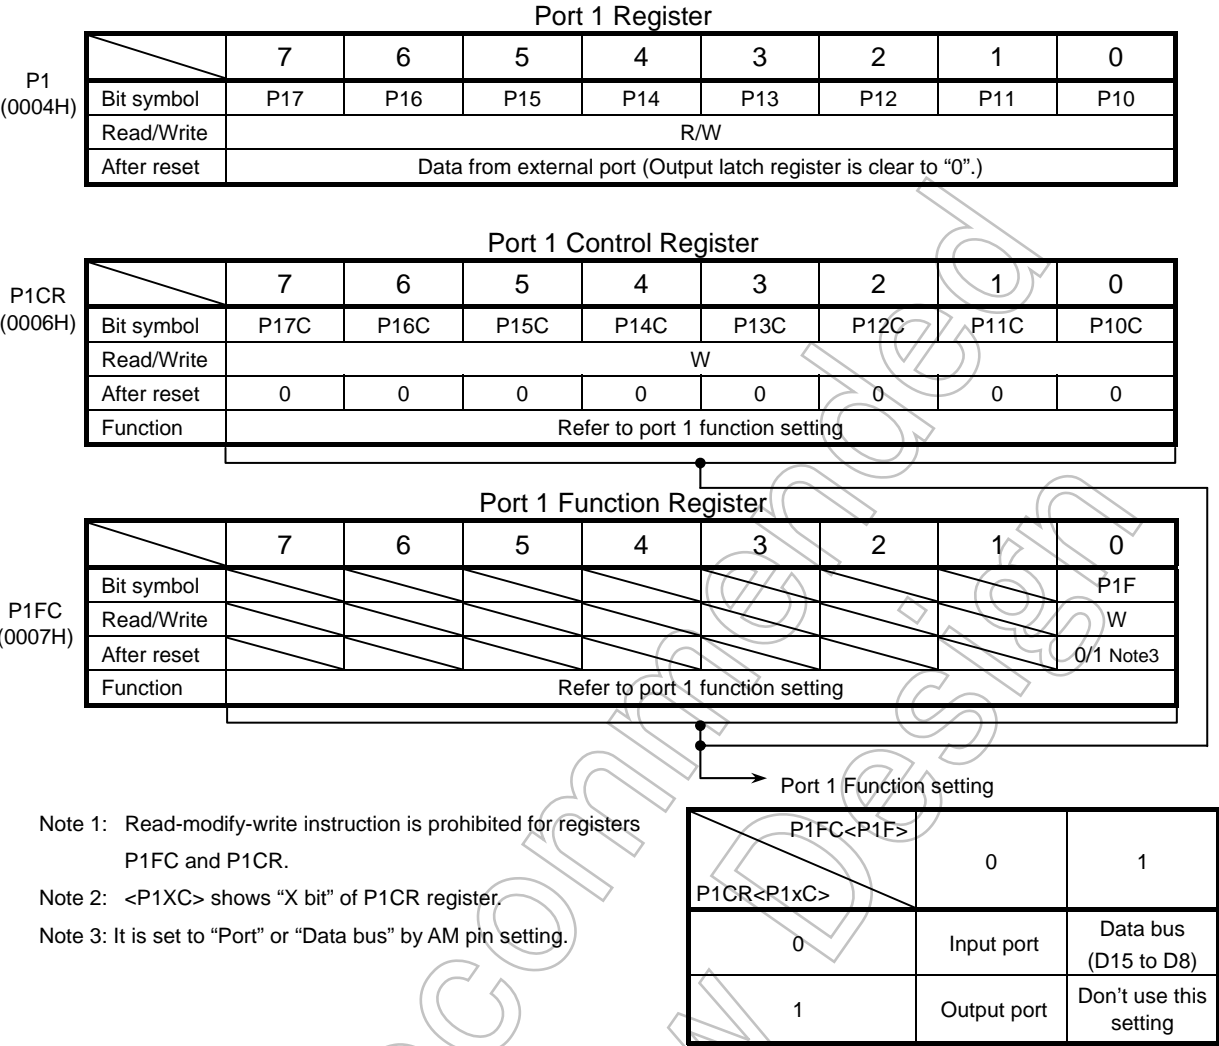 Port 1 Register
7 6 5 4 3 2 1 0
P1
(0004H)
Bit symbol P17 P16 P15 P14 P13 P12 P11 P10
Read/Write R/W
After reset Data from external port (Output latch register is clear to “0”.)
Port 1 Control Register
7 6 5 4 3 2 1 0
P1CR
(0006H)
Bit symbol P17C P16C P15C P14C P13C P12C P11C P10C
Read/Write W
After reset 0 0 0 0 0 0 0 0
Function Refer to port 1 function setting
Port 1 Function Register
7 6 5 4 3 2 1 0
P1FC
(0007H)
Bit symbol P1F
Read/Write W
After reset 0/1 Note3
Function Refer to port 1 function setting
Port 1 Function setting
Note 1: Read-modify-write instruction is prohibited for registers
P1FC and P1CR.
Note 2: <P1XC> shows “X bit” of P1CR register.
Note 3: It is set to “Port” or “Data bus” by AM pin setting.
P1FC<P1F>
P1CR<P1xC>
0 1
0 Input port Data bus
(D15 to D8)
1 Output port Don’t use this
setting